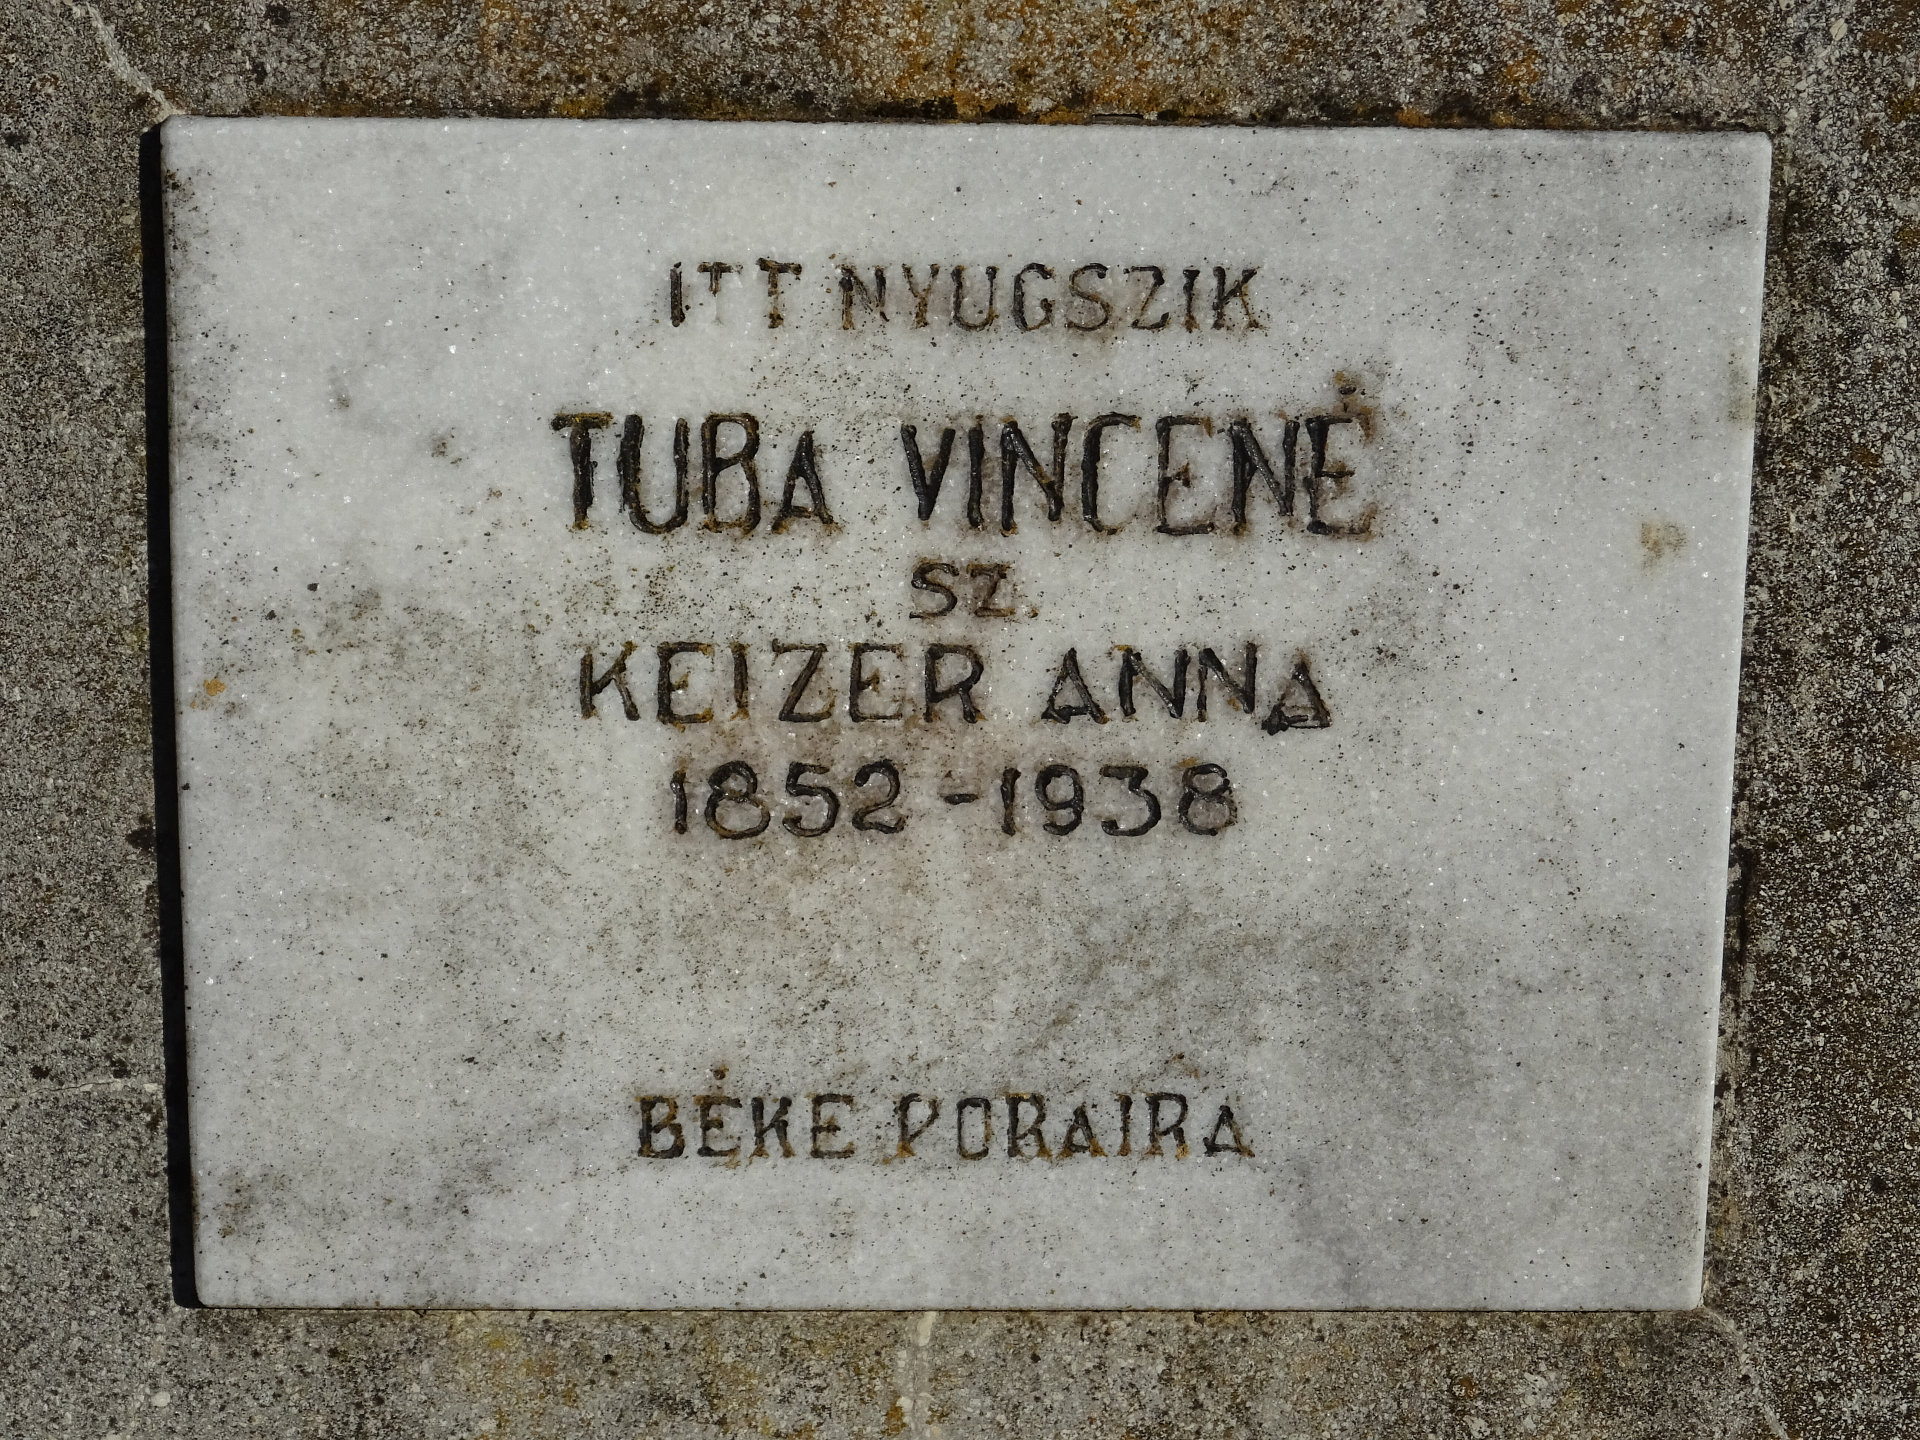 ITT NYUGSZIK
TUBA VINCENÉ
SZ.
KEIZER ANNA
1852-1938
BÉKE PORAIRA